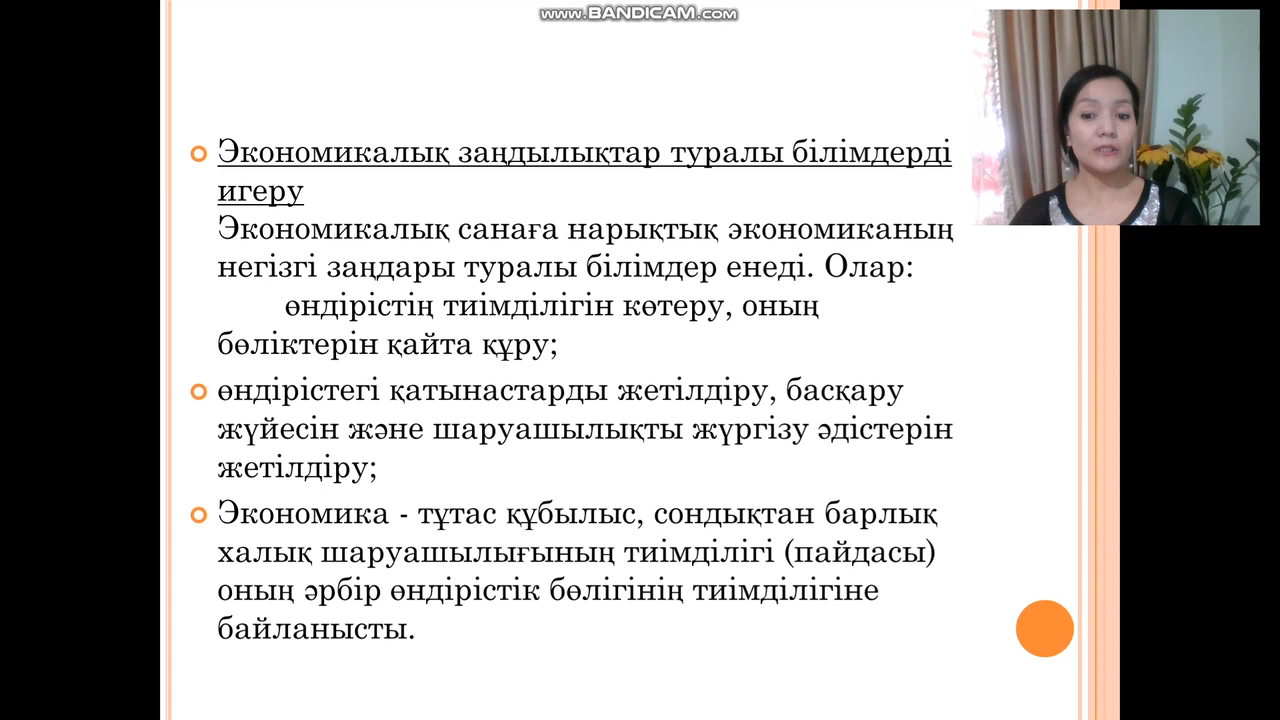 www.BANDICAM.com
Экономикалық заңдылықтар туралы білімдерді
игеру
Экономикалық санаға нарықтық экономиканың
негізгі заңдары туралы білімдер енеді. Олар:
өндірістің тиімділігін көтеру, оның
бөліктерін қайта құру;
өндірістегі қатынастарды жетілдіру, басқару
жүйесін және шаруашылықты жүргізу әдістерін
жетілдіру;
Экономика - тұтас құбылыс, сондықтан барлық
халық шаруашылығының тиімділігі (пайдасы)
оның әрбір өндірістік бөлігінің тиімділігіне
байланысты.